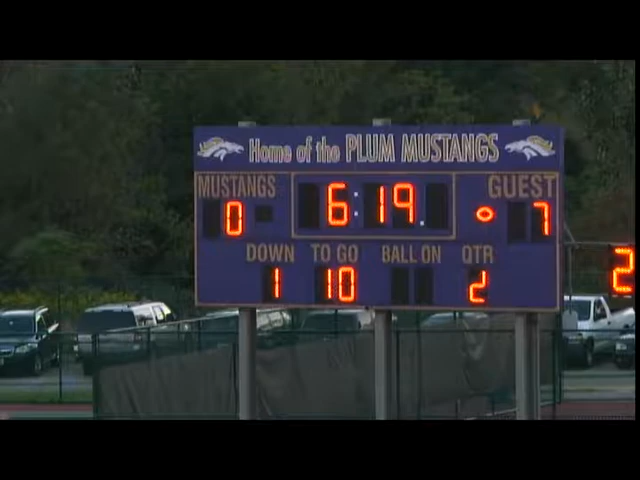 Home of the PLUM MUSTANGS
MUSTANGS 6:19 GUEST
0 7
DOWN TO GO BALL ON QTR
1 10 2
2